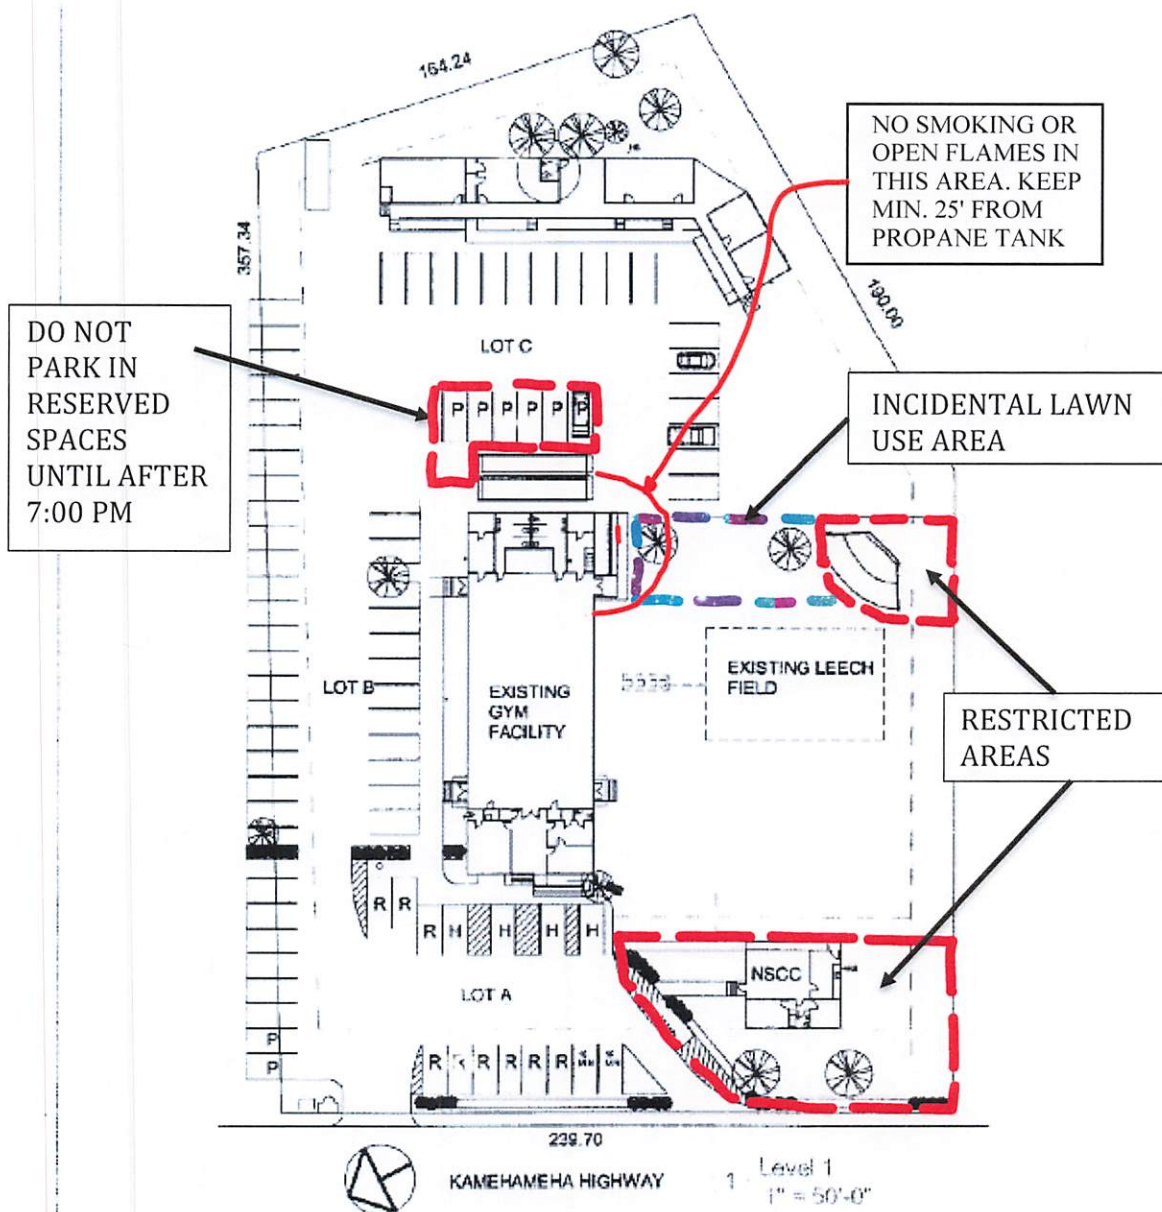 164.24
NO SMOKING OR
OPEN FLAMES IN
THIS AREA. KEEP
MIN. 25' FROM
PROPANE TANK
357.34
190.00
DO NOT
PARK IN
RESERVED
SPACES
UNTIL AFTER
7:00 PM
LOT C
P P P P P P
INCIDENTAL LAWN
USE AREA
LOT B
EXISTING
GYM
FACILITY
EXISTING LEECH
FIELD
RESTRICTED
AREAS
R R
R H H H H
NSCC
LOT A
P
P
R R R R R R
239.70
KAMEHAMEHA HIGHWAY
1 Level 1
1" = 50'-0"